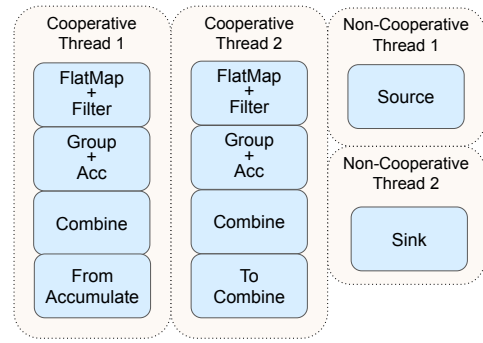 Cooperative
Thread 1
FlatMap
+
Filter
Group
+
Acc
Combine
From
Accumulate
Cooperative
Thread 2
FlatMap
+
Filter
Group
+
Acc
Combine
To
Combine
Non-Cooperative
Thread 1
Source
Non-Cooperative
Thread 2
Sink